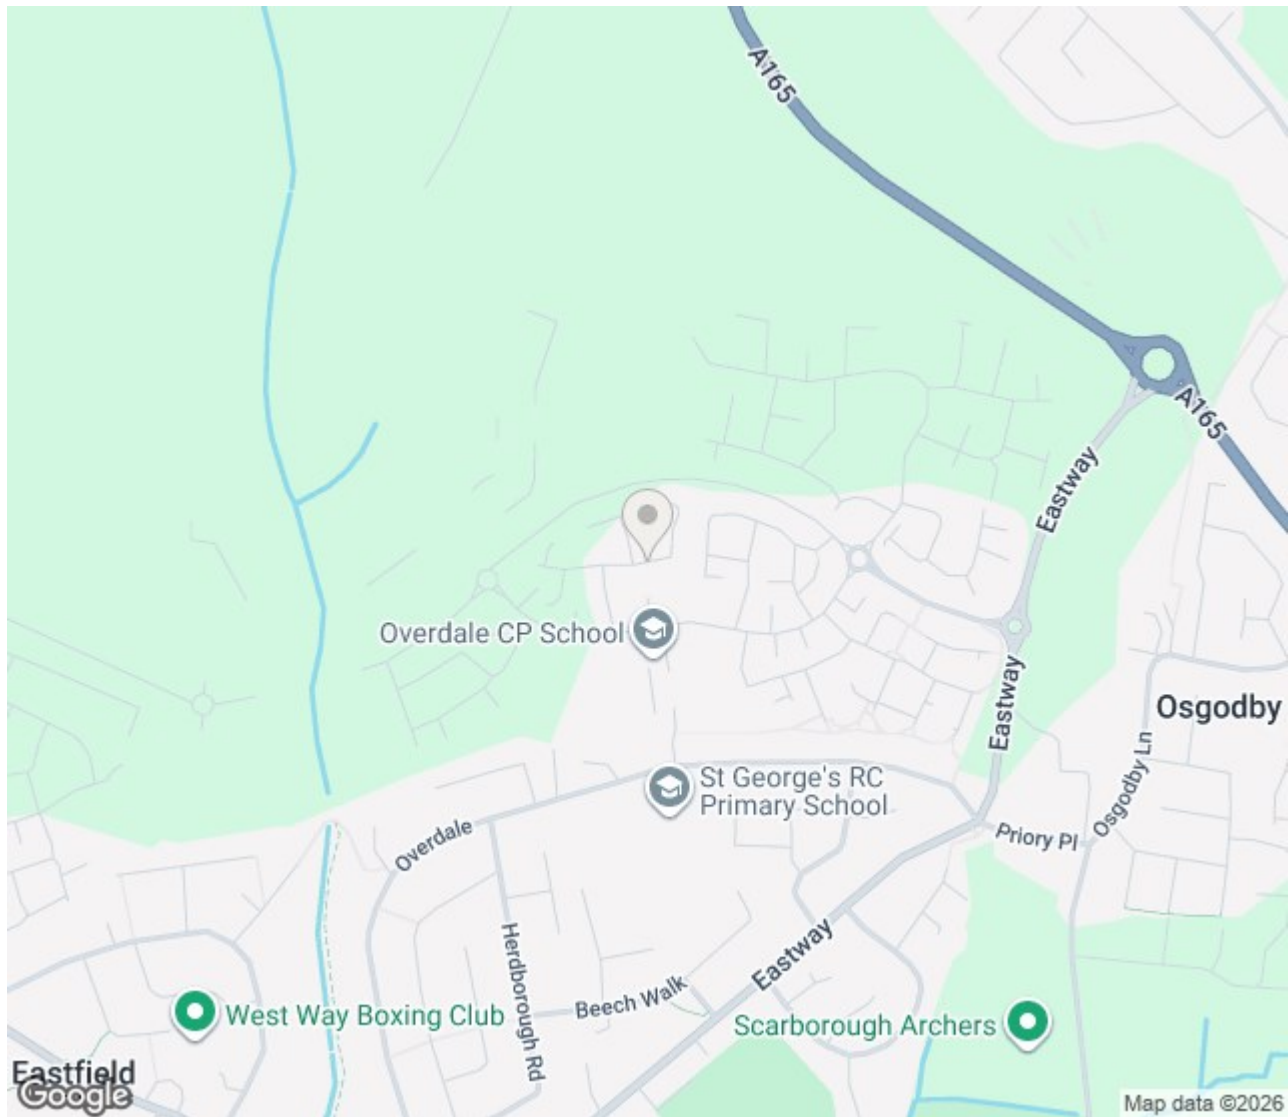 A165
A165
Eastway
Overdale CP School
Eastway
Osgodby
St George's RC
Primary School
Osgodby Ln
Priory Pl
Overdale
Herdborough Rd
Eastway
Beech Walk
West Way Boxing Club
Scarborough Archers
Eastfield
Google
Map data ©2026